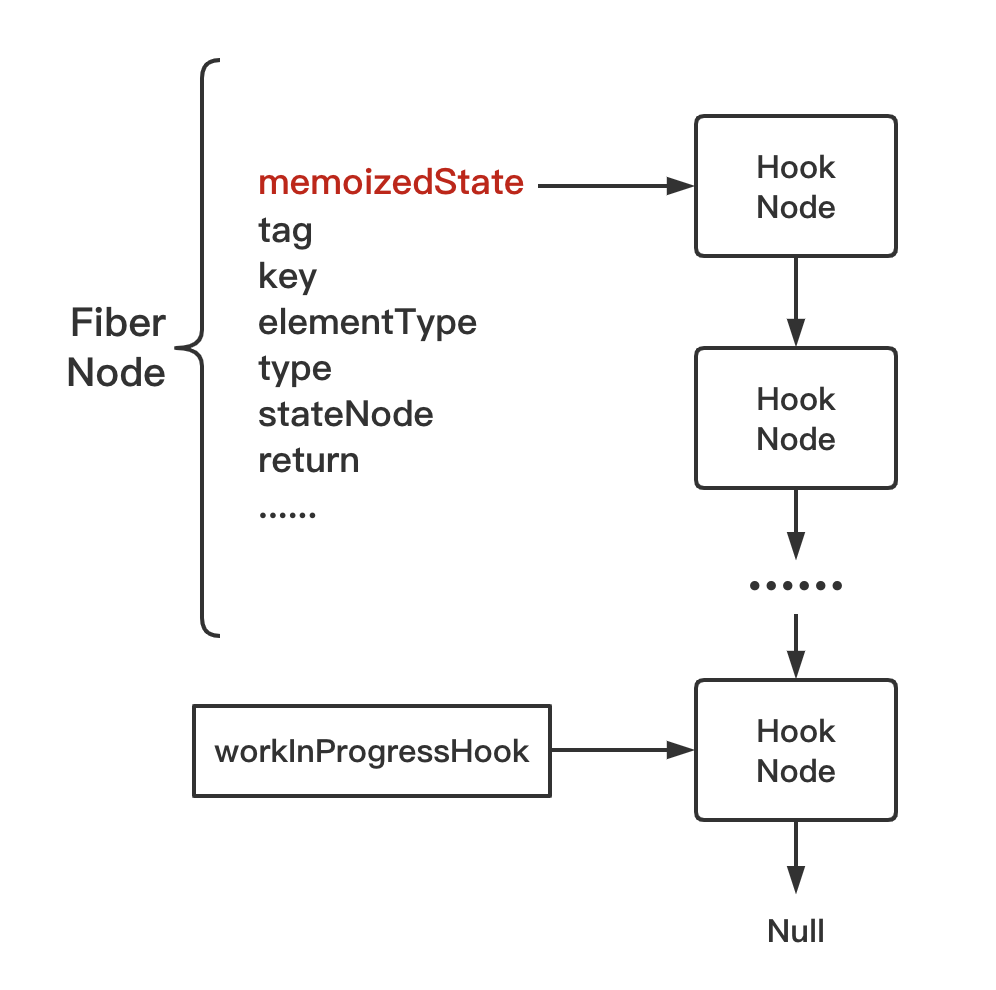 Fiber
Node
memoizedState
tag
key
elementType
type
stateNode
return
......
Hook
Node
Hook
Node
......
workInProgressHook
Hook
Node
Null